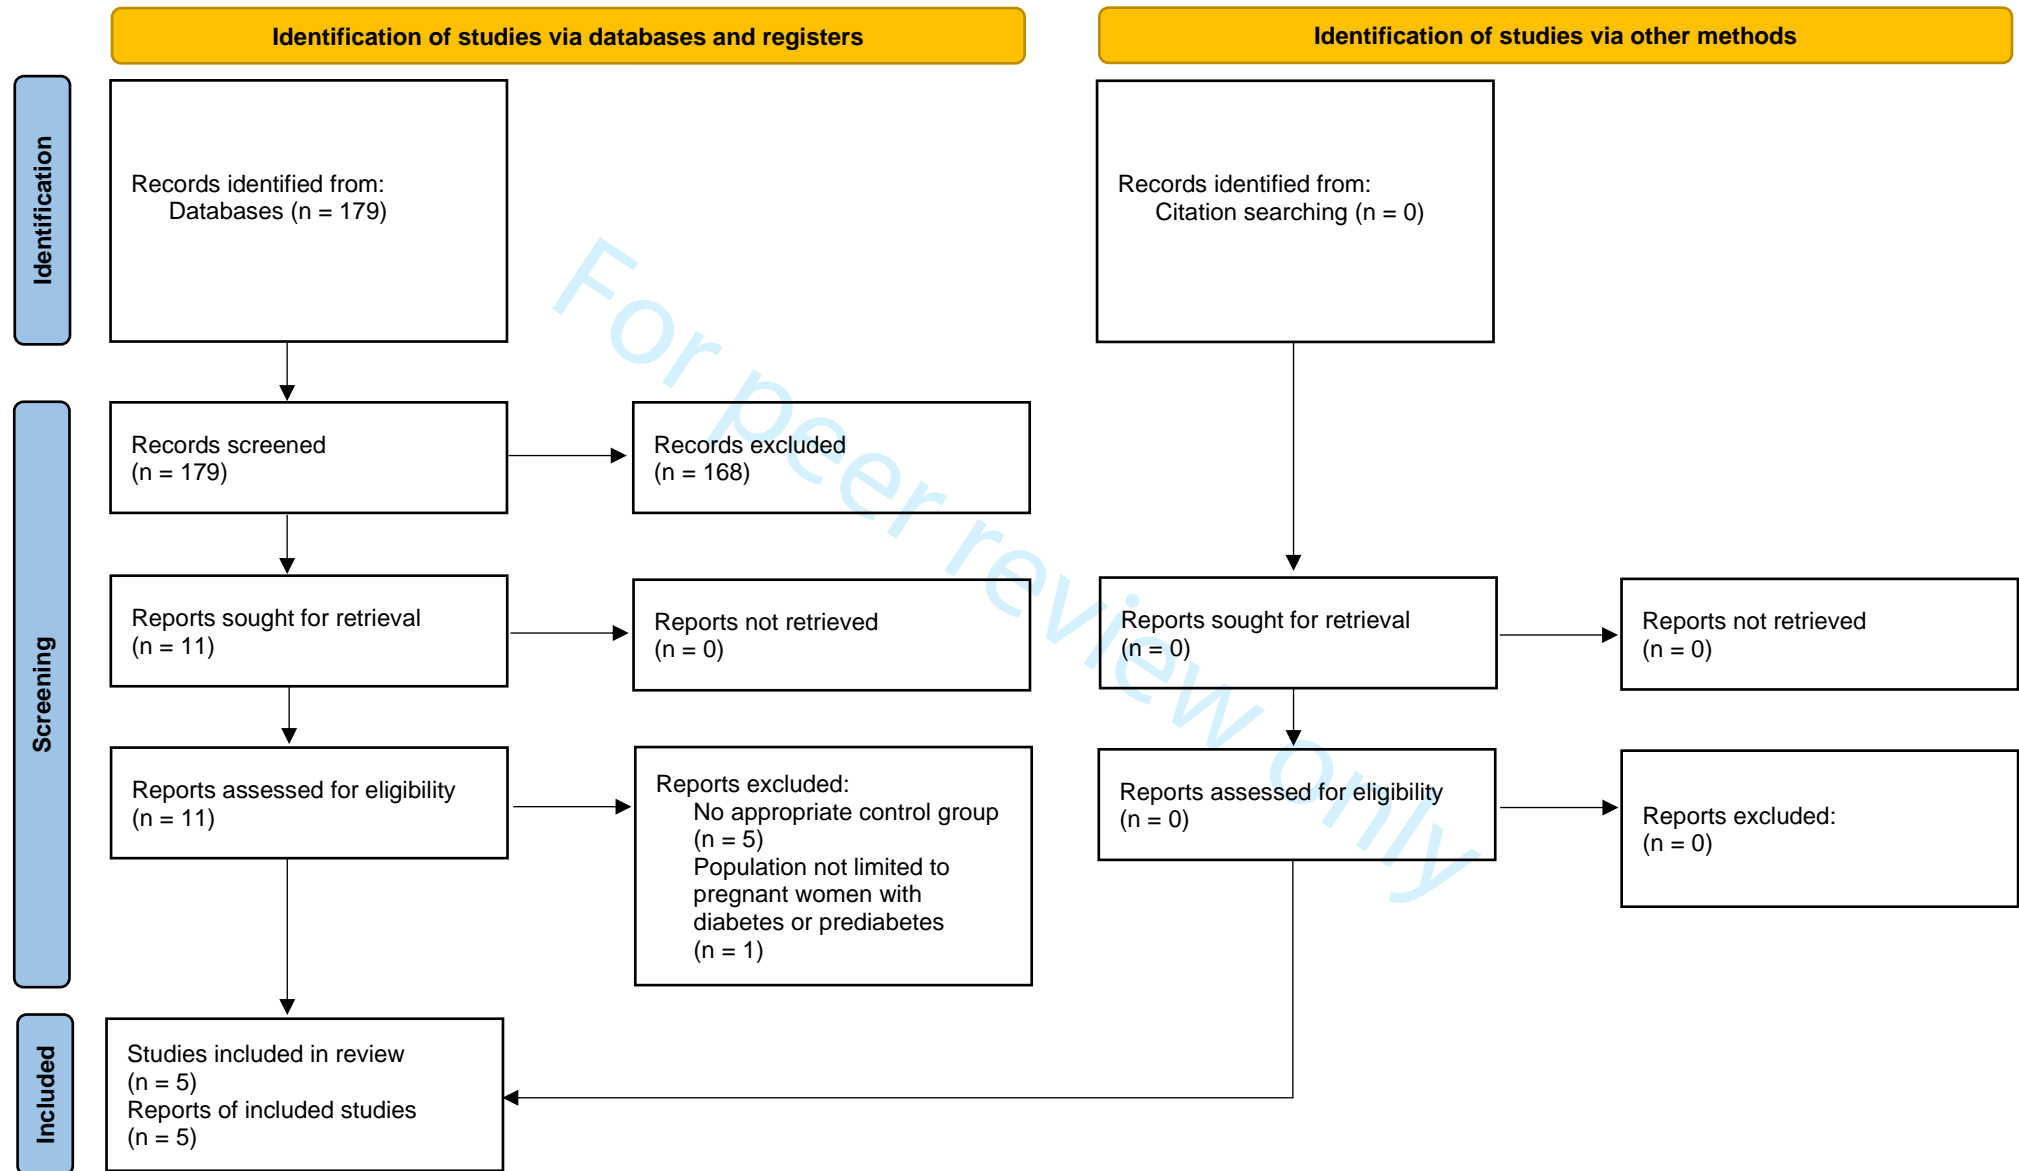 Identification of studies via databases and registers
Identification of studies via other methods
Identification
Records identified from:
Databases (n = 179)
Records identified from:
Citation searching (n = 0)
Screening
Records screened
(n = 179)
Records excluded
(n = 168)
Reports sought for retrieval
(n = 11)
Reports not retrieved
(n = 0)
Reports sought for retrieval
(n = 0)
Reports not retrieved
(n = 0)
Reports assessed for eligibility
(n = 11)
Reports excluded:
No appropriate control group
(n = 5)
Population not limited to
pregnant women with
diabetes or prediabetes
(n = 1)
Reports assessed for eligibility
(n = 0)
Reports excluded:
(n = 0)
Included
Studies included in review
(n = 5)
Reports of included studies
(n = 5)
For peer review only